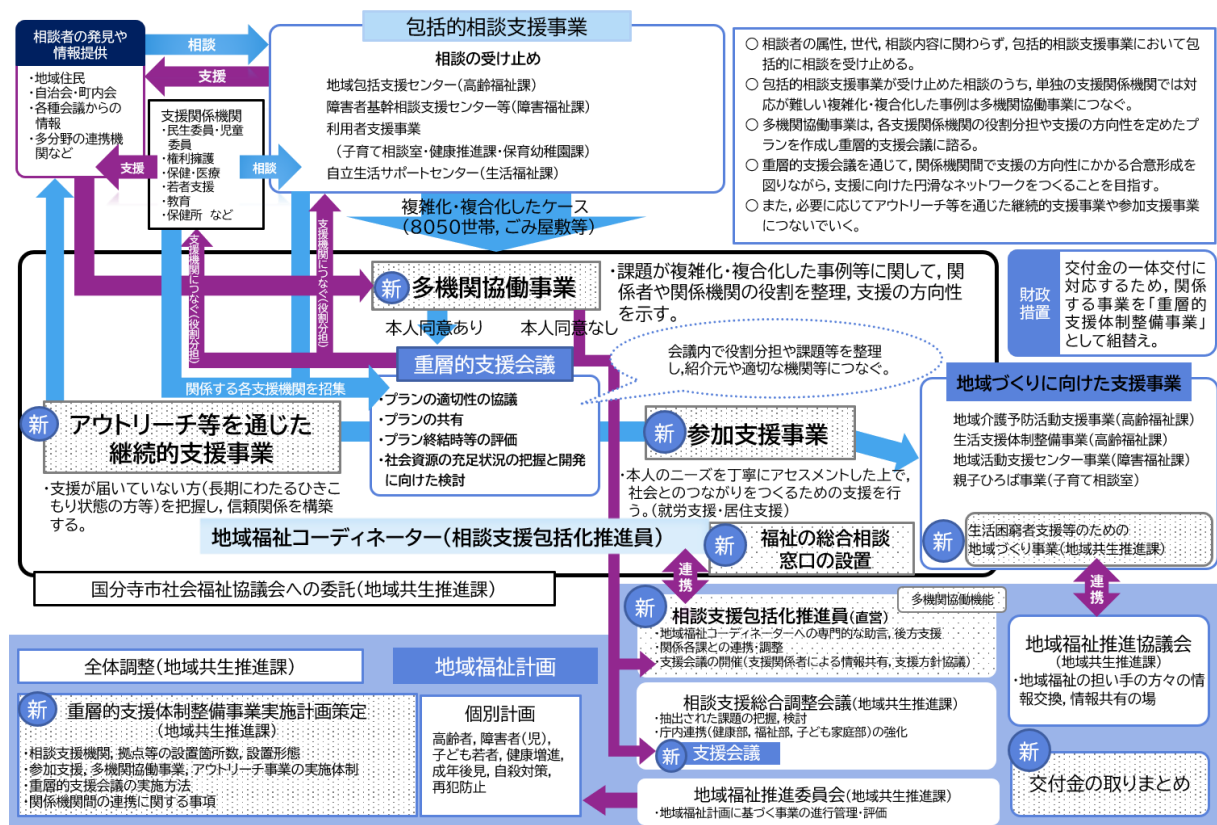 相談者の発見や
情報提供
・地域住民
・自治会・町内会
・各種会議からの
情報
・多分野の連携機
関など
相談
支援
支援関係機関
・民生委員・児童
委員
・権利擁護
・保健・医療
・若者支援
・教育
・保健所 など
支援
相談
包括的相談支援事業
相談の受け止め
地域包括支援センター(高齢福祉課)
障害者基幹相談支援センター等(障害福祉課)
利用者支援事業
(子育て相談室・健康推進課・保育幼稚園課)
自立生活サポートセンター(生活福祉課)
○ 相談者の属性, 世代, 相談内容に関わらず, 包括的相談支援事業において包
括的に相談を受け止める。
○ 包括的相談支援事業が受け止めた相談のうち, 単独の支援関係機関では対
応が難しい複雑化・複合化した事例は多機関協働事業につなぐ。
○ 多機関協働事業は, 各支援関係機関の役割分担や支援の方向性を定めたプ
ランを作成し重層的支援会議に諮る。
○ 重層的支援会議を通じて, 関係機関間で支援の方向性にかかる合意形成を
図りながら, 支援に向けた円滑なネットワークをつくることを目指す。
○ また, 必要に応じてアウトリーチ等を通じた継続的支援事業や参加支援事業
につないでいく。
複雑化・複合化したケース
(8050世帯, ごみ屋敷等)
支援機関につなぐ(役割分担)
支援機関につなぐ(役割分担)
新
多機関協働事業
・課題が複雑化・複合化した事例等に関して, 関
係者や関係機関の役割を整理, 支援の方向性
を示す。
財政
措置
交付金の一体交付に
対応するため, 関係
する事業を「重層的
支援体制整備事業」
として組替え。
本人同意あり
本人同意なし
重層的支援会議
会議内で役割分担や課題等を整理
し,紹介元や適切な機関等につなぐ。
関係する各支援機関を招集
・プランの適切性の協議
・プランの共有
・プラン終結時等の評価
・社会資源の充足状況の把握と開発
に向けた検討
新
アウトリーチ等を通じた
継続的支援事業
・支援が届いていない方(長期にわたるひきこ
もり状態の方等)を把握し, 信頼関係を構築
する。
新
参加支援事業
・本人のニーズを丁寧にアセスメントした上で,
社会とのつながりをつくるための支援を行
う。(就労支援・居住支援)
地域づくりに向けた支援事業
地域介護予防活動支援事業(高齢福祉課)
生活支援体制整備事業(高齢福祉課)
地域活動支援センター事業(障害福祉課)
親子ひろば事業(子育て相談室)
新
生活困窮者支援等のための
地域づくり事業(地域共生推進課)
地域福祉コーディネーター(相談支援包括化推進員)
新
福祉の総合相談
窓口の設置
国分寺市社会福祉協議会への委託(地域共生推進課)
連携
連携
新
多機関協働機能
相談支援包括化推進員(直営)
・地域福祉コーディネーターへの専門的な助言, 後方支援
・関係各課との連携・調整
・支援会議の開催(支援関係者による情報共有, 支援方針協議)
地域福祉推進協議会
(地域共生推進課)
・地域福祉の担い手の方々の情
報交換, 情報共有の場
全体調整(地域共生推進課)
地域福祉計画
新
重層的支援体制整備事業実施計画策定
(地域共生推進課)
・相談支援機関, 拠点等の設置箇所数, 設置形態
・参加支援, 多機関協働事業, アウトリーチ事業の実施体制
・重層的支援会議の実施方法
・関係機関間の連携に関する事項
個別計画
高齢者, 障害者(児),
子ども若者, 健康増進,
成年後見, 自殺対策,
再犯防止
相談支援総合調整会議(地域共生推進課)
・抽出された課題の把握, 検討
・庁内連携(健康部, 福祉部, 子ども家庭部)の強化
新
支援会議
地域福祉推進委員会(地域共生推進課)
・地域福祉計画に基づく事業の進行管理・評価
新
交付金の取りまとめ